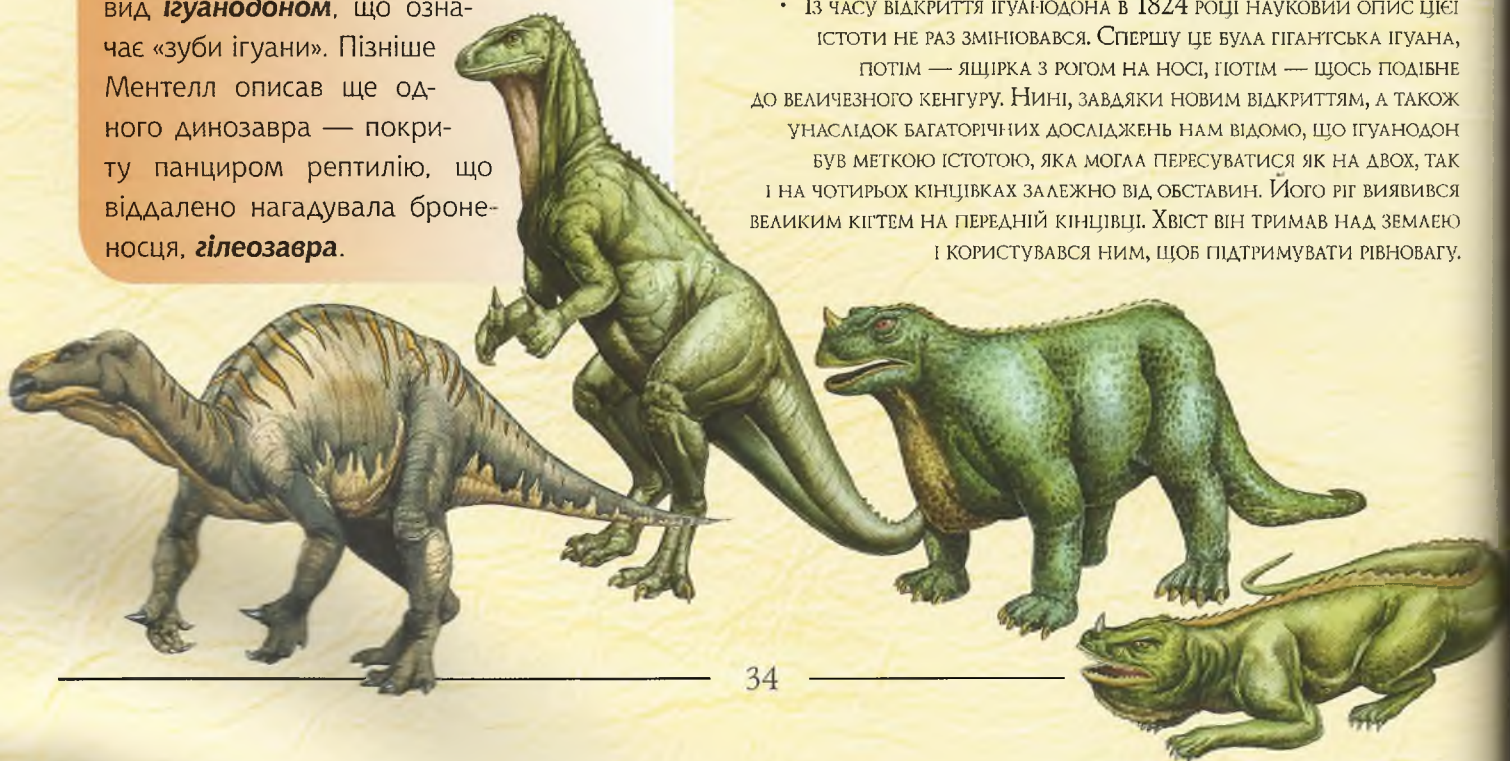 вид ігуанодоном, що озна-
чає «зуби ігуани». Пізніше
Ментелл описав ще од-
ного динозавра — покри-
ту панциром рептилію, що
віддалено нагадувала броне-
носця, гілеозавра.
• Із часу відкриття ігуанодона в 1824 році науковий опис цієї
істоти не раз змінювався. Спершу це була гігантська ігуана,
потім — ящірка з рогом на носі, потім — щось подібне
до величезного кенгуру. Нині, завдяки новим відкриттям, а також
унаслідок багаторічних досліджень нам відомо, що ігуанодон
був меткою істотою, яка могла пересуватися як на двох, так
і на чотирьох кінцівках залежно від обставин. Його ріг виявився
великим кігтем на передній кінцівці. Хвіст він тримав над землею
і користувався ним, щоб підтримувати рівновагу.
34